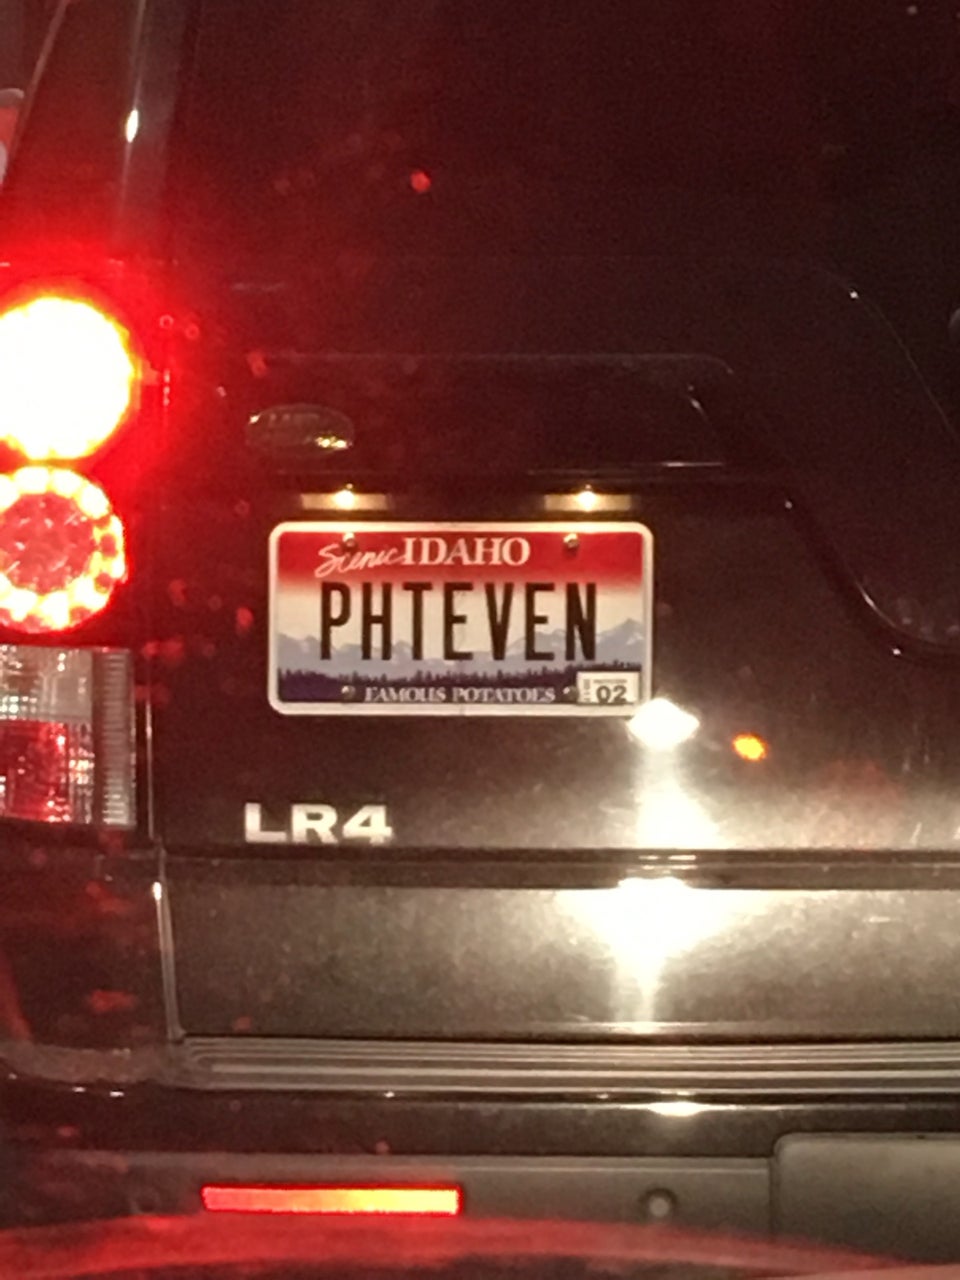 Scenic IDAHO
PHTEVEN
FAMOUS POTATOES
02
LR4